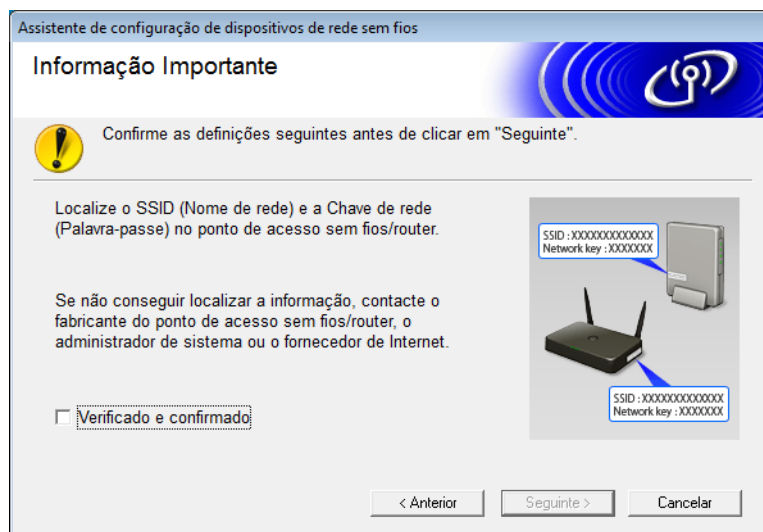 Assistente de configuração de dispositivos de rede sem fios
Informação Importante
Confirme as definições seguintes antes de clicar em "Seguinte".
Localize o SSID (Nome de rede) e a Chave de rede
(Palavra-passe) no ponto de acesso sem fios/router.
SSID : XXXXXXXXXXXXX
Network key : XXXXXXX
Se não conseguir localizar a informação, contacte o
fabricante do ponto de acesso sem fios/router, o
administrador de sistema ou o fornecedor de Internet.
SSID : XXXXXXXXXXXXX
Network key : XXXXXXX
Verificado e confirmado
< Anterior
Seguinte >
Cancelar